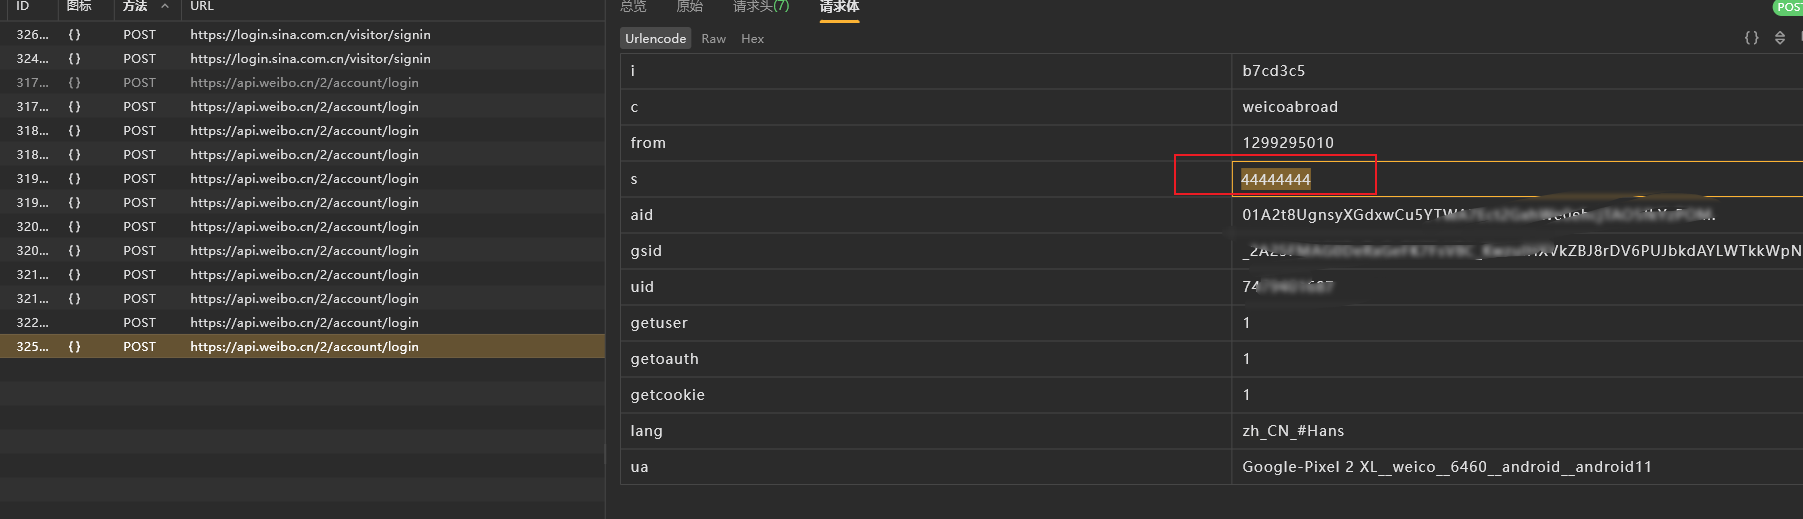 ID 图标 方法 URL
326... {} POST https://login.sina.com.cn/visitor/signin
324... {} POST https://login.sina.com.cn/visitor/signin
317... {} POST https://api.weibo.cn/2/account/login
317... {} POST https://api.weibo.cn/2/account/login
318... {} POST https://api.weibo.cn/2/account/login
318... {} POST https://api.weibo.cn/2/account/login
319... {} POST https://api.weibo.cn/2/account/login
319... {} POST https://api.weibo.cn/2/account/login
320... {} POST https://api.weibo.cn/2/account/login
320... {} POST https://api.weibo.cn/2/account/login
321... {} POST https://api.weibo.cn/2/account/login
321... {} POST https://api.weibo.cn/2/account/login
322... POST https://api.weibo.cn/2/account/login
325... {} POST https://api.weibo.cn/2/account/login
总览 原始 请求头(7) 请求体 POST
Urlencode Raw Hex {}
i b7cd3c5
c weicoabroad
from 1299295010
s 44444444
aid 01A2t8UgnsyXGdxwCu5YTW
gsid VkZBJ8rDV6PUJbkdAYLWTkkWpN
uid 74
getuser 1
getoauth 1
getcookie 1
lang zh_CN_#Hans
ua Google-Pixel 2 XL__weico__6460__android__android11